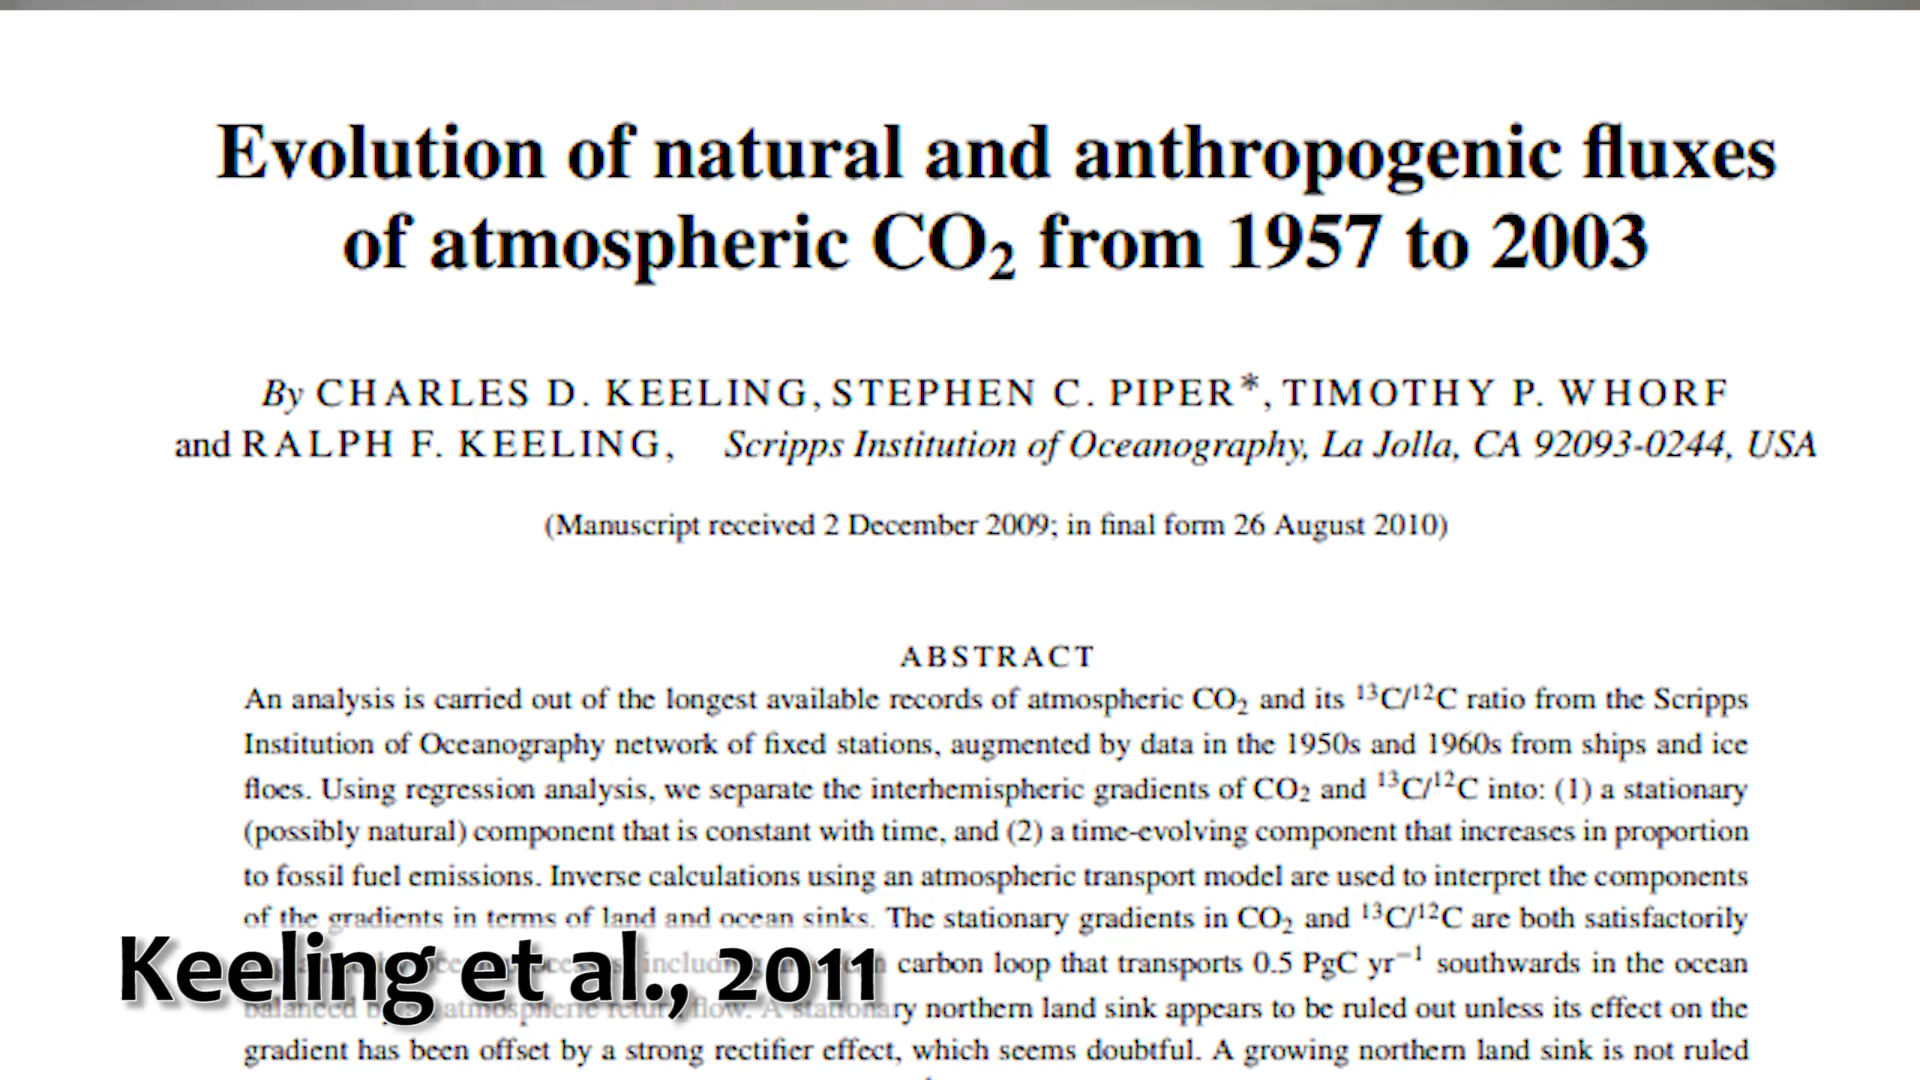 Evolution of natural and anthropogenic fluxes
of atmospheric CO₂ from 1957 to 2003
By CHARLES D. KEELING, STEPHEN C. PIPER*, TIMOTHY P. WHORF
and RALPH F. KEELING, Scripps Institution of Oceanography, La Jolla, CA 92093-0244, USA
(Manuscript received 2 December 2009; in final form 26 August 2010)
ABSTRACT
An analysis is carried out of the longest available records of atmospheric CO₂ and its ¹³C/¹²C ratio from the Scripps
Institution of Oceanography network of fixed stations, augmented by data in the 1950s and 1960s from ships and ice
floes. Using regression analysis, we separate the interhemispheric gradients of CO₂ and ¹³C/¹²C into: (1) a stationary
(possibly natural) component that is constant with time, and (2) a time-evolving component that increases in proportion
to fossil fuel emissions. Inverse calculations using an atmospheric transport model are used to interpret the components
of the gradients in terms of land and ocean sinks. The stationary gradients in CO₂ and ¹³C/¹²C are both satisfactorily
carbon loop that transports 0.5 PgC yr⁻¹ southwards in the ocean
balanced atmospheric return flow. A stationary northern land sink appears to be ruled out unless its effect on the
gradient has been offset by a strong rectifier effect, which seems doubtful. A growing northern land sink is not ruled
Keeling et al., 2011